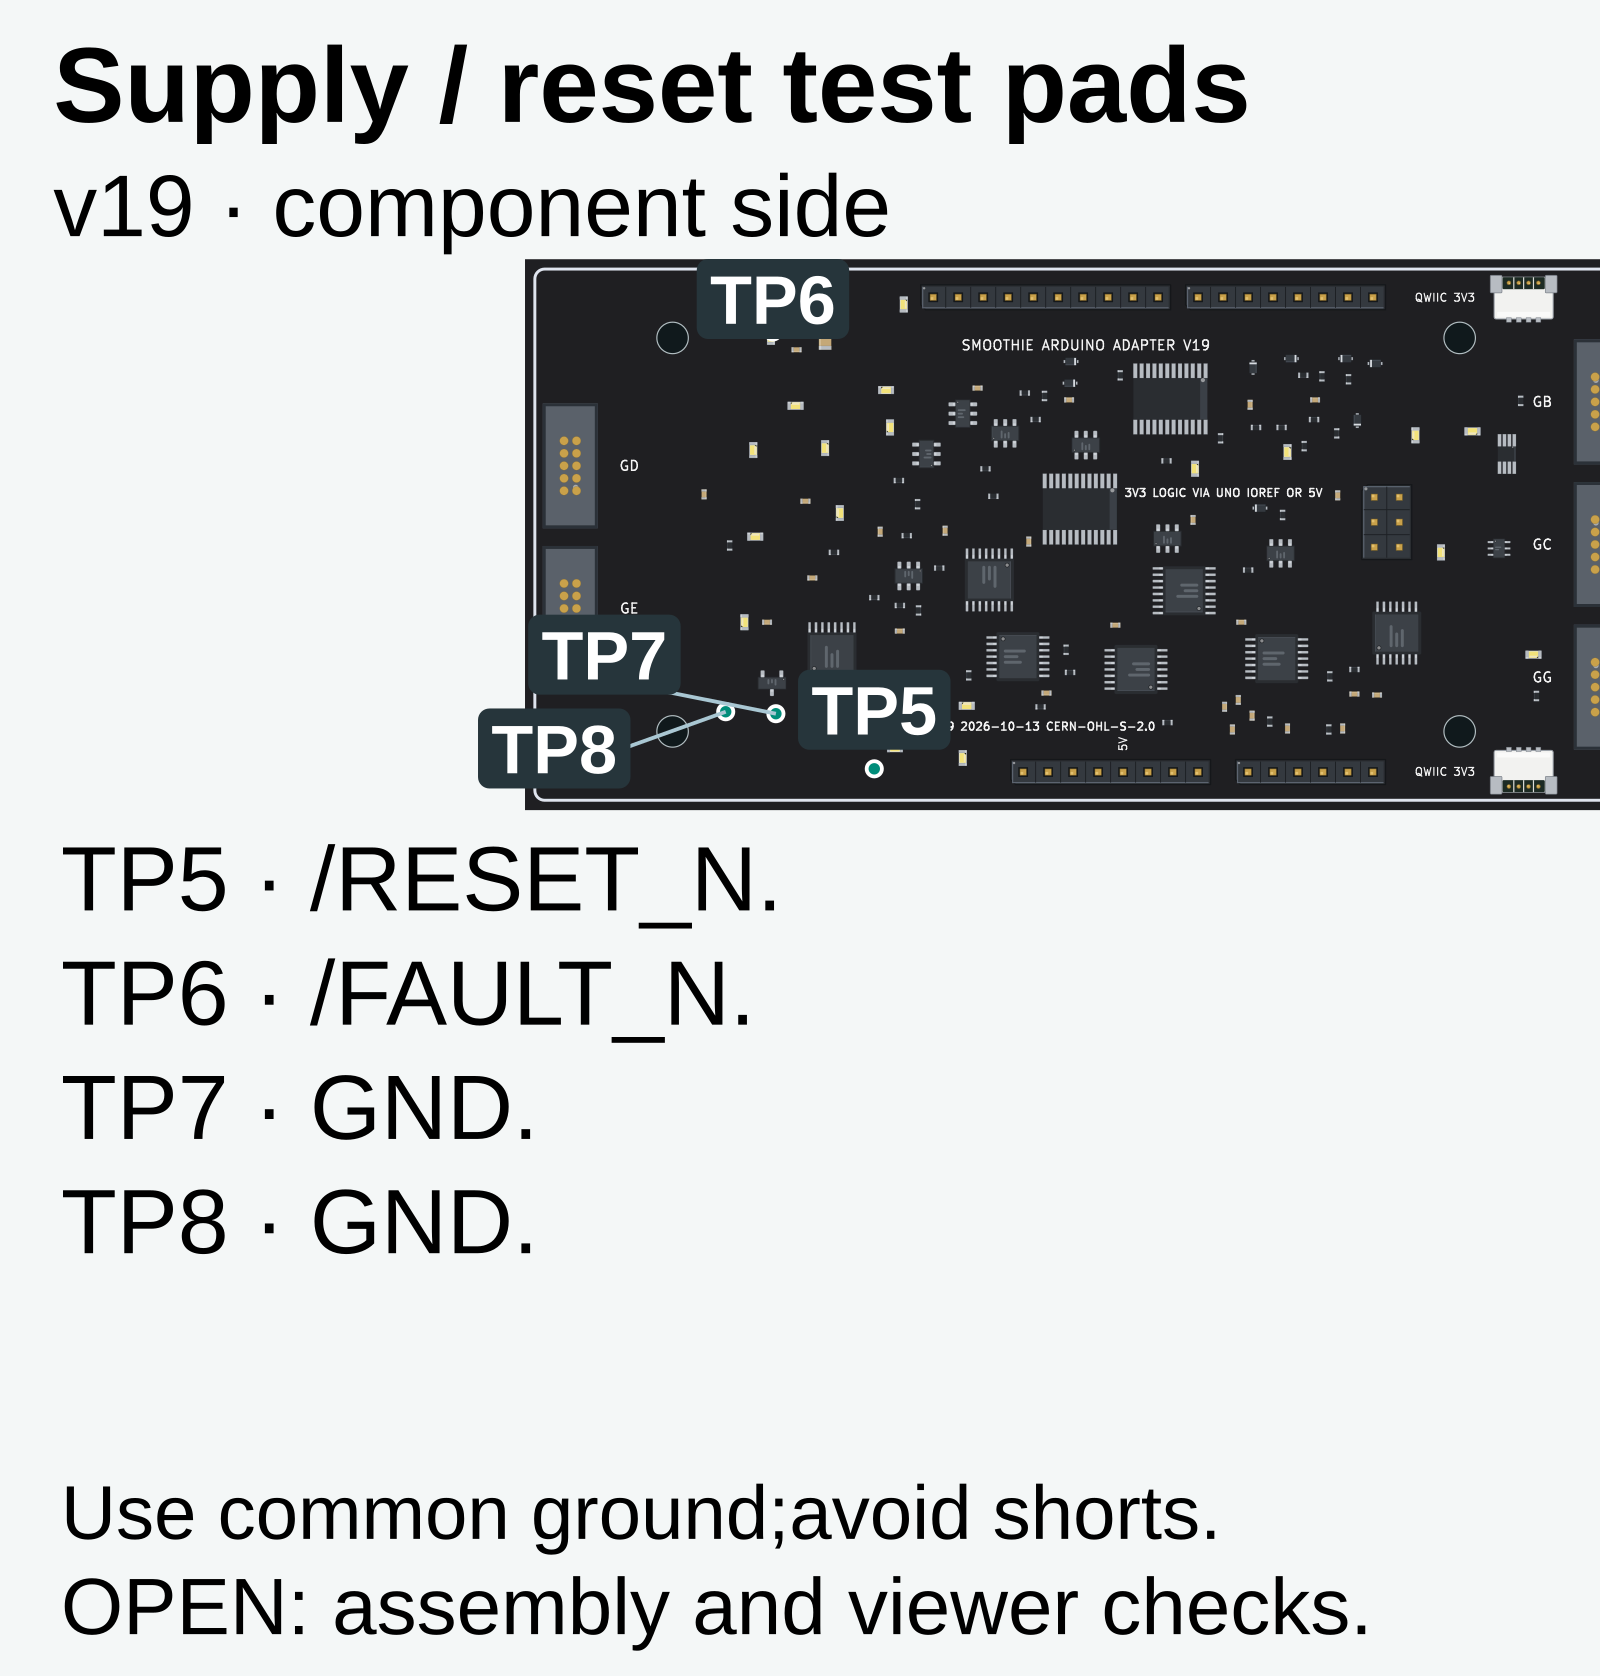 Supply / reset test pads
v19 · component side
TP6
QWIIC 3V3
SMOOTHIE ARDUINO ADAPTER V19
GB
GD
3V3 LOGIC VIA UNO IOREF OR 5V
GC
GE
TP7
GG
TP5
TP8
2026-10-13 CERN-OHL-S-2.0
5V
QWIIC 3V3
TP5 · /RESET_N.
TP6 · /FAULT_N.
TP7 · GND.
TP8 · GND.
Use common ground;avoid shorts.
OPEN: assembly and viewer checks.